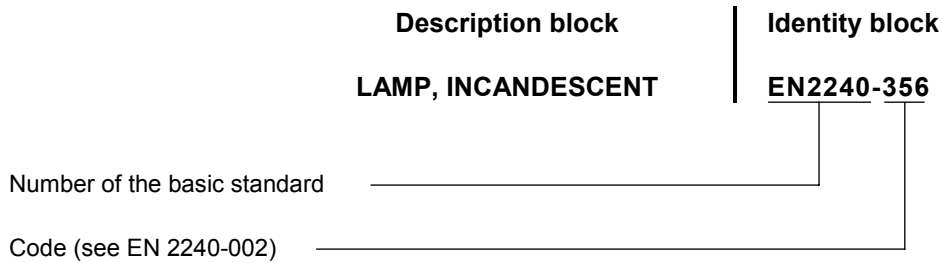 Description block Identity block
LAMP, INCANDESCENT EN2240-356
Number of the basic standard
Code (see EN 2240-002)